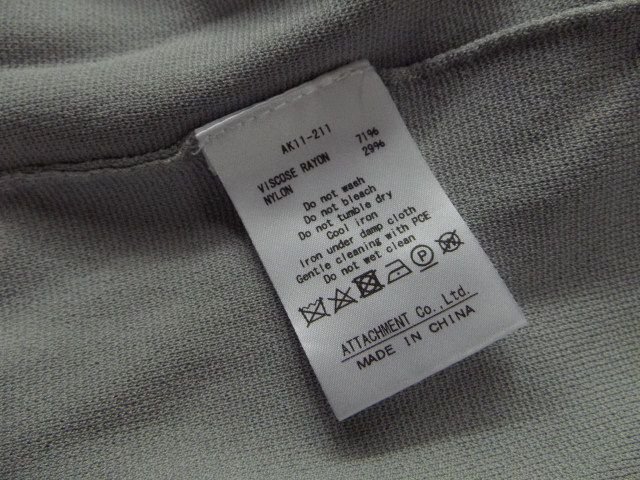 AK11-211
VISCOSE RAYON 71%
NYLON 29%
Do not wash
Do not bleach
Do not tumble dry
Cool iron
Iron under damp cloth
Gentle cleaning with PCE
Do not wet clean
P W
ATTACHMENT Co.,Ltd.
MADE IN CHINA